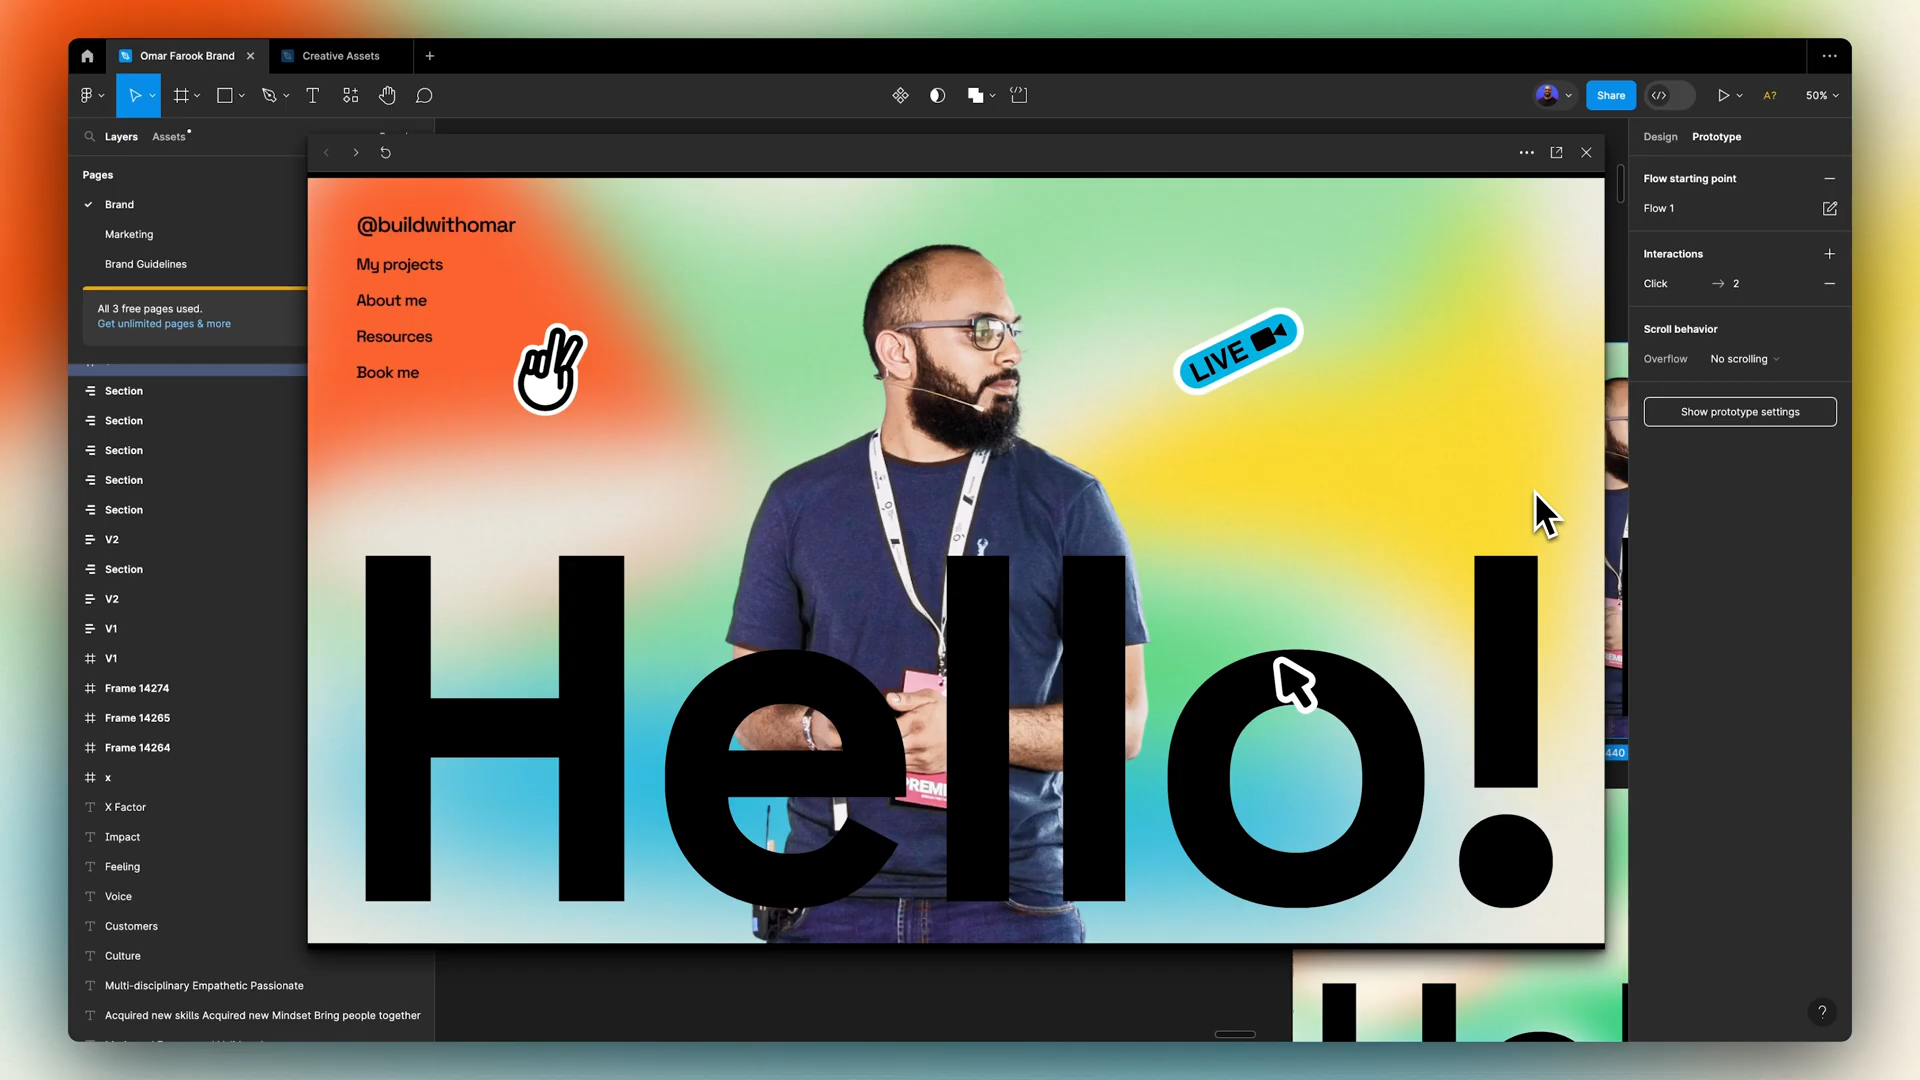 Omar Farook Brand
Creative Assets
Share
A?
50%
Layers
Assets
Pages
Brand
Marketing
Brand Guidelines
All 3 free pages used.
Get unlimited pages & more
Section
Section
Section
Section
Section
V2
Section
V2
V1
V1
Frame 14274
Frame 14265
Frame 14264
x
X Factor
Impact
Feeling
Voice
Customers
Culture
Multi-disciplinary Empathetic Passionate
Acquired new skills Acquired new Mindset Bring people together
@buildwithomar
My projects
About me
Resources
Book me
LIVE
Hello!
PREMI
440
Design
Prototype
Flow starting point
Flow 1
Interactions
Click
2
Scroll behavior
Overflow
No scrolling
Show prototype settings
?